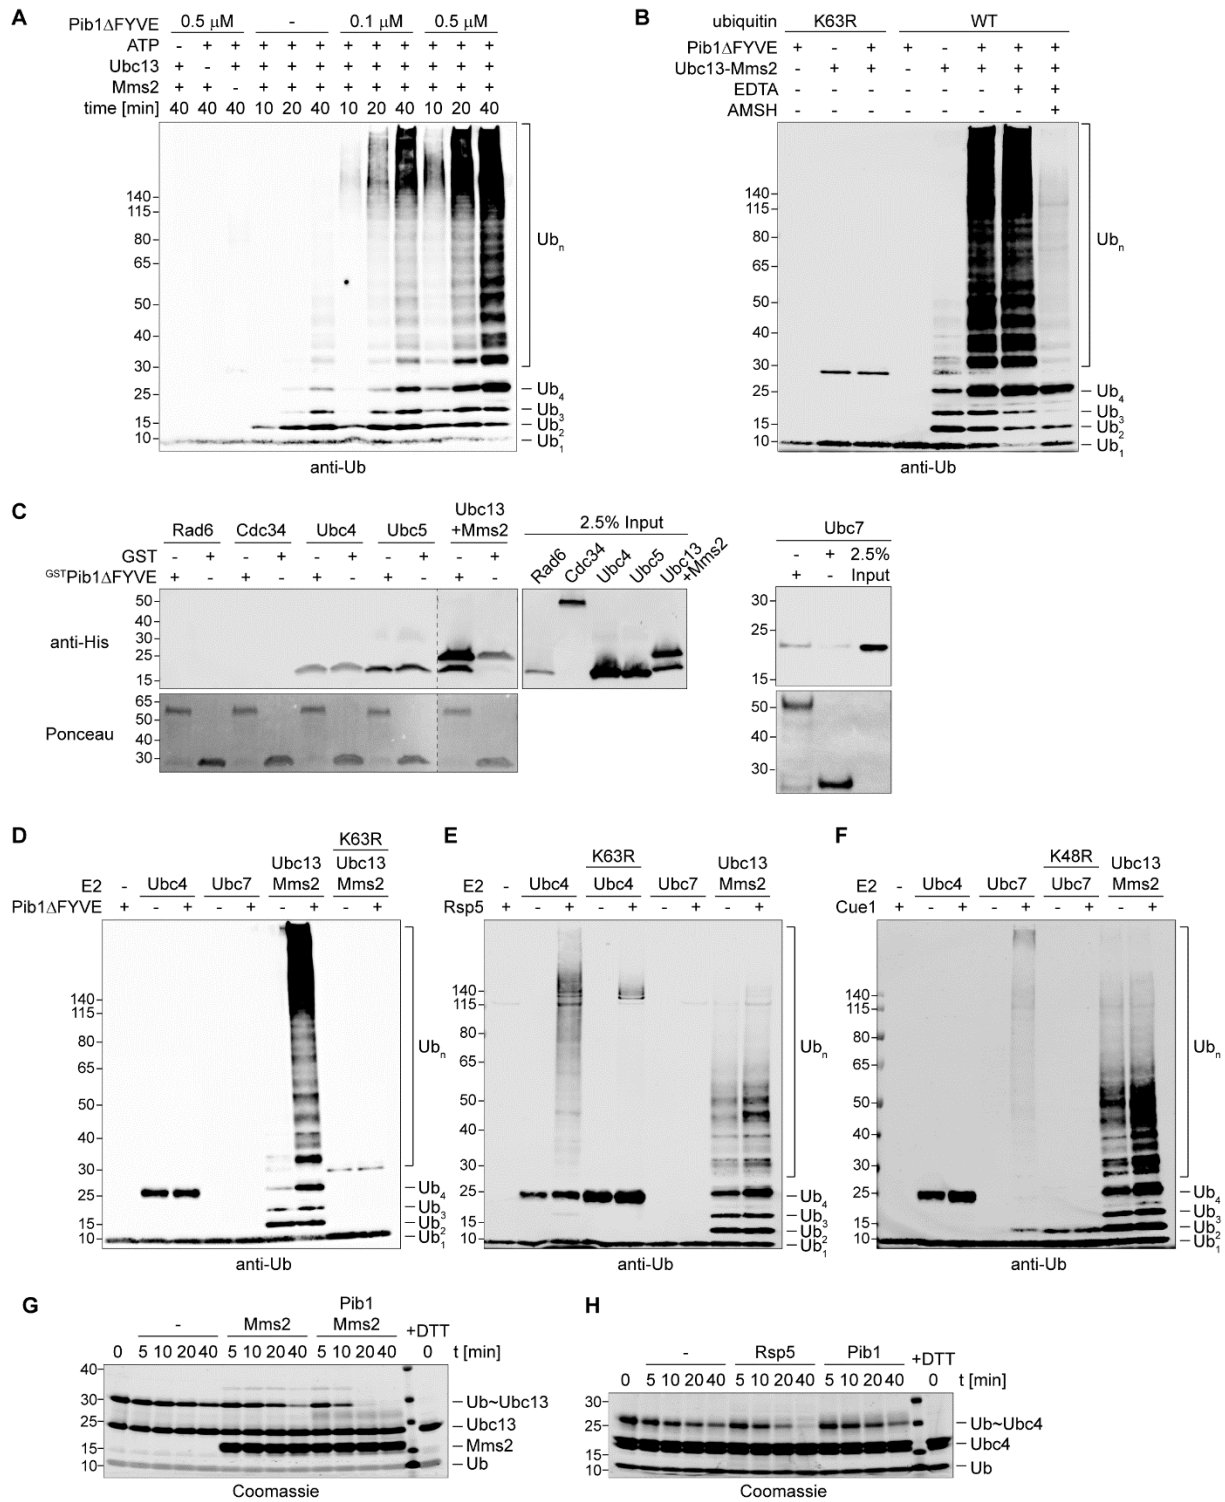 A
Pib1ΔFYVE 0.5 µM - 0.1 µM 0.5 µM
ATP - + + + + + + + + + + +
Ubc13 + - + + + + + + + + + +
Mms2 + + - + + + + + + + + +
time [min] 40 40 40 10 20 40 10 20 40 10 20 40
140
115
80
65
50
40
30
25
15
10
Ubn
Ub4
Ub3
Ub2
Ub1
anti-Ub
B
ubiquitin K63R WT
Pib1ΔFYVE + - + + - + + +
Ubc13-Mms2 - + + - + + + +
EDTA - - - - - - + +
AMSH - - - - - - - +
140
115
80
65
50
40
30
25
15
10
Ubn
Ub4
Ub3
Ub2
Ub1
anti-Ub
C
Rad6 Cdc34 Ubc4 Ubc5 Ubc13 +Mms2
GST - + - + - + - + - +
GSTPib1ΔFYVE + - + - + - + - + -
2.5% Input
Rad6 Cdc34 Ubc4 Ubc5 Ubc13 +Mms2
Ubc7
- + 2.5%
+ - Input
anti-His
50
40
30
25
15
Ponceau
65
50
40
30
30
25
15
50
40
30
D
K63R
E2 - Ubc4 Ubc7 Ubc13 Mms2 Ubc13 Mms2
Pib1ΔFYVE + - + - + - + - +
140
115
80
65
50
40
30
25
15
10
Ubn
Ub4
Ub3
Ub2
Ub1
anti-Ub
E
K63R
E2 - Ubc4 Ubc4 Ubc7 Ubc13 Mms2
Rsp5 + - + - + - + - +
140
115
80
65
50
40
30
25
15
10
Ubn
Ub4
Ub3
Ub2
Ub1
anti-Ub
F
K48R
E2 - Ubc4 Ubc7 Ubc7 Ubc13 Mms2
Cue1 + - + - + - + - +
140
115
80
65
50
40
30
25
15
10
Ubn
Ub4
Ub3
Ub2
Ub1
anti-Ub
G
- Mms2 Pib1 Mms2 +DTT
0 5 10 20 40 5 10 20 40 5 10 20 40 0 t [min]
40
30
25
15
10
Ub~Ubc13
Ubc13
Mms2
Ub
Coomassie
H
- Rsp5 Pib1 +DTT
0 5 10 20 40 5 10 20 40 5 10 20 40 0 t [min]
30
25
15
10
Ub~Ubc4
Ubc4
Ub
Coomassie